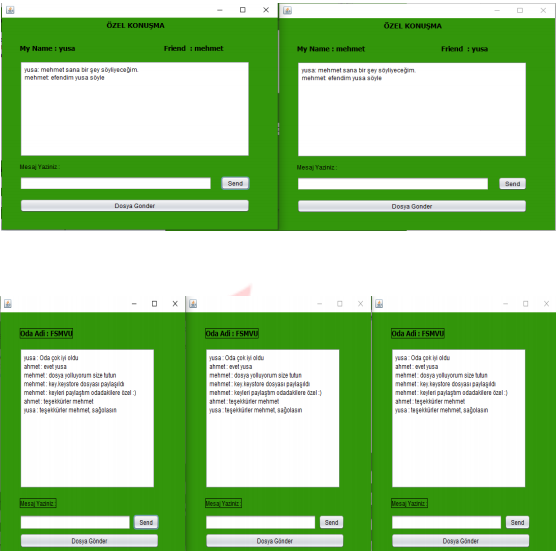 ÖZEL KONUŞMA
My Name : yusa
Friend : mehmet
yusa: mehmet sana bir şey söyliyeceğim.
mehmet: efendim yusa söyle
Mesaj Yaziniz :
Send
Dosya Gonder
ÖZEL KONUŞMA
My Name : mehmet
Friend : yusa
yusa: mehmet sana bir şey söyliyeceğim.
mehmet: efendim yusa söyle
Mesaj Yaziniz :
Send
Dosya Gonder
Oda Adi : FSMVU
yusa : Oda çok iyi oldu
ahmet : evet yusa
mehmet : dosya yolluyorum size tutun
mehmet : key.keystore dosyası paylaşıldı
mehmet : keyleri paylaştım odadakilere özel :)
ahmet : teşekkürler mehmet
yusa : teşekkürler mehmet, sağolasın
Mesaj Yaziniz :
Send
Dosya Gönder
Oda Adi : FSMVU
yusa : Oda çok iyi oldu
ahmet : evet yusa
mehmet : dosya yolluyorum size tutun
mehmet : key.keystore dosyası paylaşıldı
mehmet : keyleri paylaştım odadakilere özel :)
ahmet : teşekkürler mehmet
yusa : teşekkürler mehmet, sağolasın
Mesaj Yaziniz :
Send
Dosya Gönder
Oda Adi : FSMVU
yusa : Oda çok iyi oldu
ahmet : evet yusa
mehmet : dosya yolluyorum size tutun
mehmet : key.keystore dosyası paylaşıldı
mehmet : keyleri paylaştım odadakilere özel :)
ahmet : teşekkürler mehmet
yusa : teşekkürler mehmet, sağolasın
Mesaj Yaziniz :
Send
Dosya Gönder